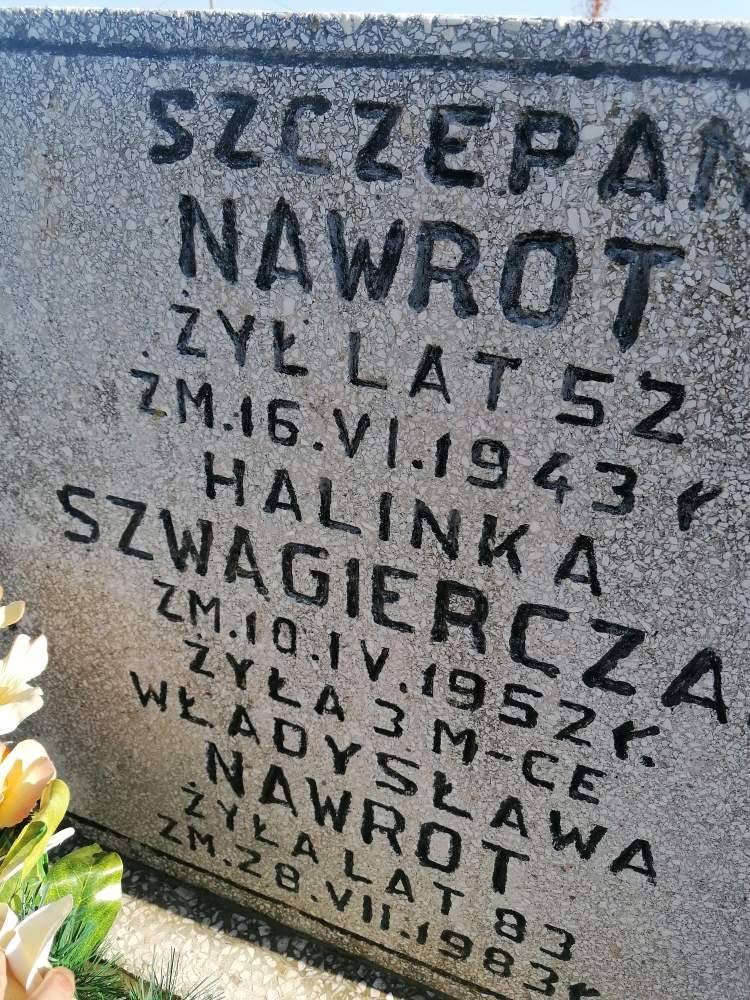 SZCZEPAN
NAWROT
ŻYŁ LAT 52
ZM. 16. VI. 1943 r
HALINKA
SZWAGIERCZA
ZM. 10. IV. 1952 r.
ŻYŁA 3 M-CE
WŁADYSŁAWA
NAWROT
ŻYŁA LAT 83
ZM. 28. VII. 1983 r